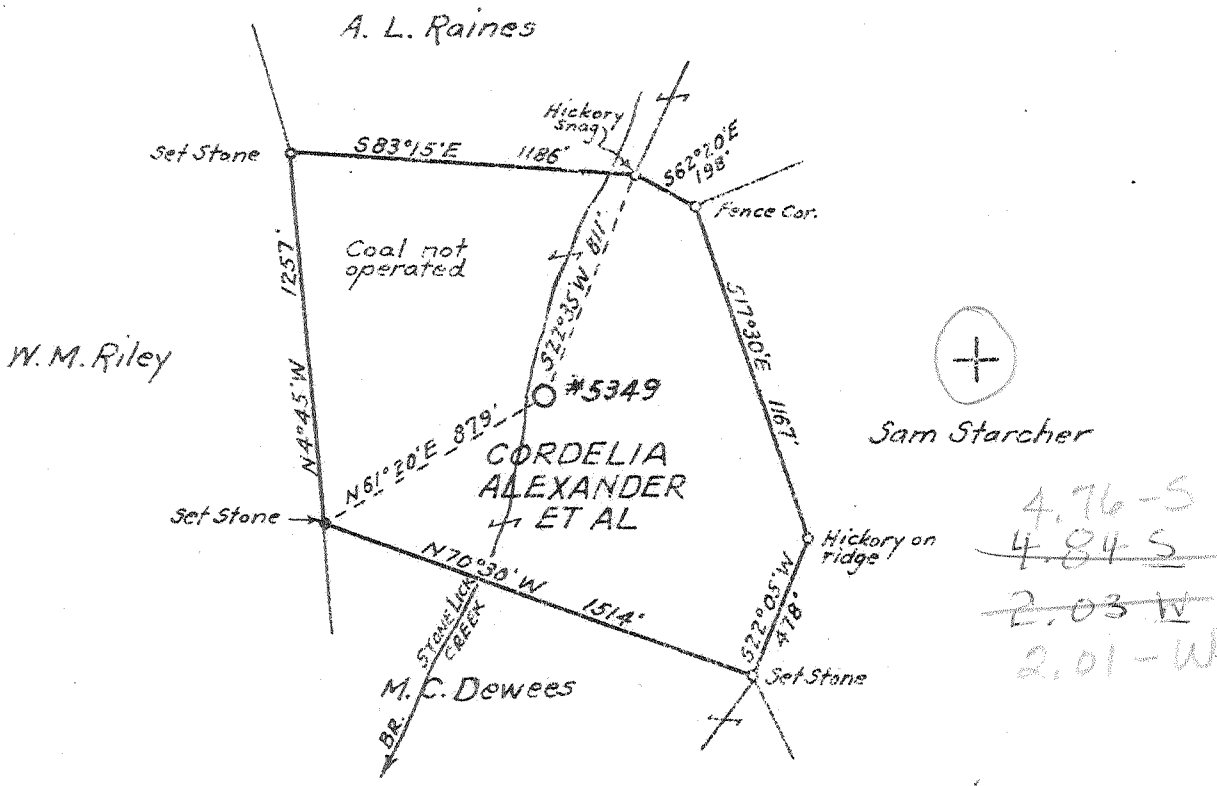 A. L. Raines
Hickory
Snag
Set Stone
S83°15'E 1186'
S62°20'E
198'
Fence Cor.
Coal not
operated
1257'
N4°45'W
S22°35'W 811'
S17°30'E 1167'
W. M. Riley
#5349
Sam Starcher
N61°20'E 879'
CORDELIA
ALEXANDER
ET AL
Set Stone
4.76-S
4.84 S
2.03 W
2.01-W
Hickory on
ridge
N70°30'W 1514'
S22°05'W
478'
STONE LICK
CREEK
BR.
Set Stone
M. C. Dewees